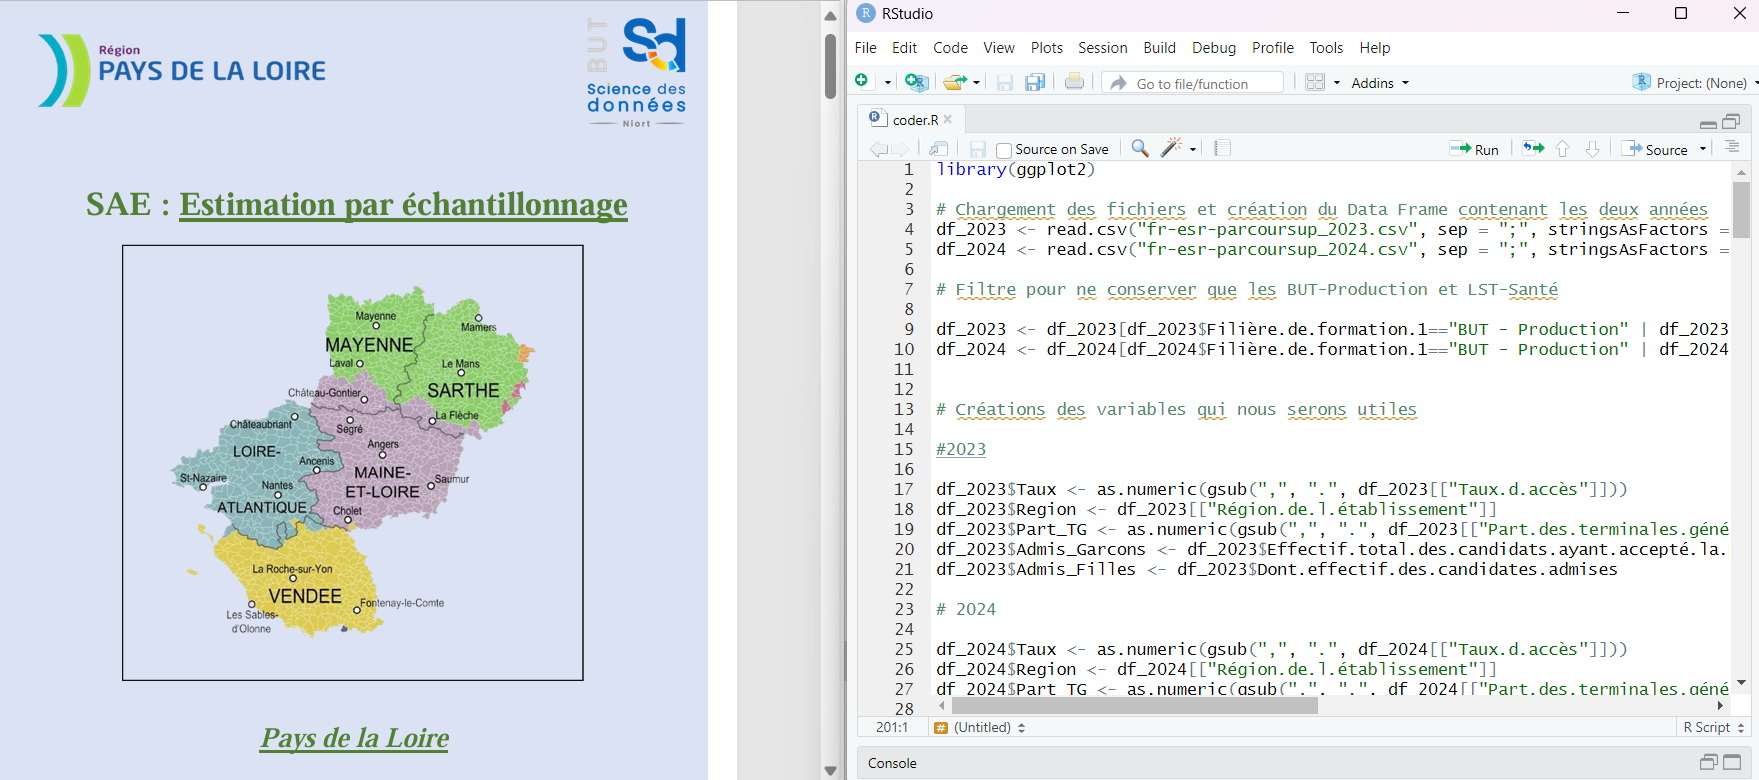 Région
PAYS DE LA LOIRE
BUT
Sd
Science des
données
Niort
SAE : Estimation par échantillonnage
Mayenne
Mamers
MAYENNE
Laval
Le Mans
SARTHE
Château-Gontier
La Flèche
Châteaubriant
Segré
Angers
LOIRE-
Ancenis
MAINE-
St-Nazaire
Nantes
Saumur
ET-LOIRE
ATLANTIQUE
Cholet
La Roche-sur-Yon
VENDEE
Fontenay-le-Comte
Les Sables-
d'Olonne
Pays de la Loire
RStudio
File Edit Code View Plots Session Build Debug Profile Tools Help
Go to file/function
Addins
Project: (None)
coder.R
Source on Save
Run
Source
1 library(ggplot2)
2
3 # Chargement des fichiers et création du Data Frame contenant les deux années
4 df_2023 <- read.csv("fr-esr-parcoursup_2023.csv", sep = ";", stringsAsFactors =
5 df_2024 <- read.csv("fr-esr-parcoursup_2024.csv", sep = ";", stringsAsFactors =
6
7 # Filtre pour ne conserver que les BUT-Production et LST-Santé
8
9 df_2023 <- df_2023[df_2023$Filière.de.formation.1=="BUT - Production" | df_2023
10 df_2024 <- df_2024[df_2024$Filière.de.formation.1=="BUT - Production" | df_2024
11
12
13 # Créations des variables qui nous serons utiles
14
15 #2023
16
17 df_2023$Taux <- as.numeric(gsub(",", ".", df_2023[["Taux.d.accès"]]))
18 df_2023$Region <- df_2023[["Région.de.l.établissement"]]
19 df_2023$Part_TG <- as.numeric(gsub(",", ".", df_2023[["Part.des.terminales.géné
20 df_2023$Admis_Garcons <- df_2023$Effectif.total.des.candidats.ayant.accepté.la.
21 df_2023$Admis_Filles <- df_2023$Dont.effectif.des.candidates.admises
22
23 # 2024
24
25 df_2024$Taux <- as.numeric(gsub(",", ".", df_2024[["Taux.d.accès"]]))
26 df_2024$Region <- df_2024[["Région.de.l.établissement"]]
27 df_2024$Part_TG <- as.numeric(gsub(",", ".", df_2024[["Part.des.terminales.géné
28
201:1
# (Untitled)
R Script
Console